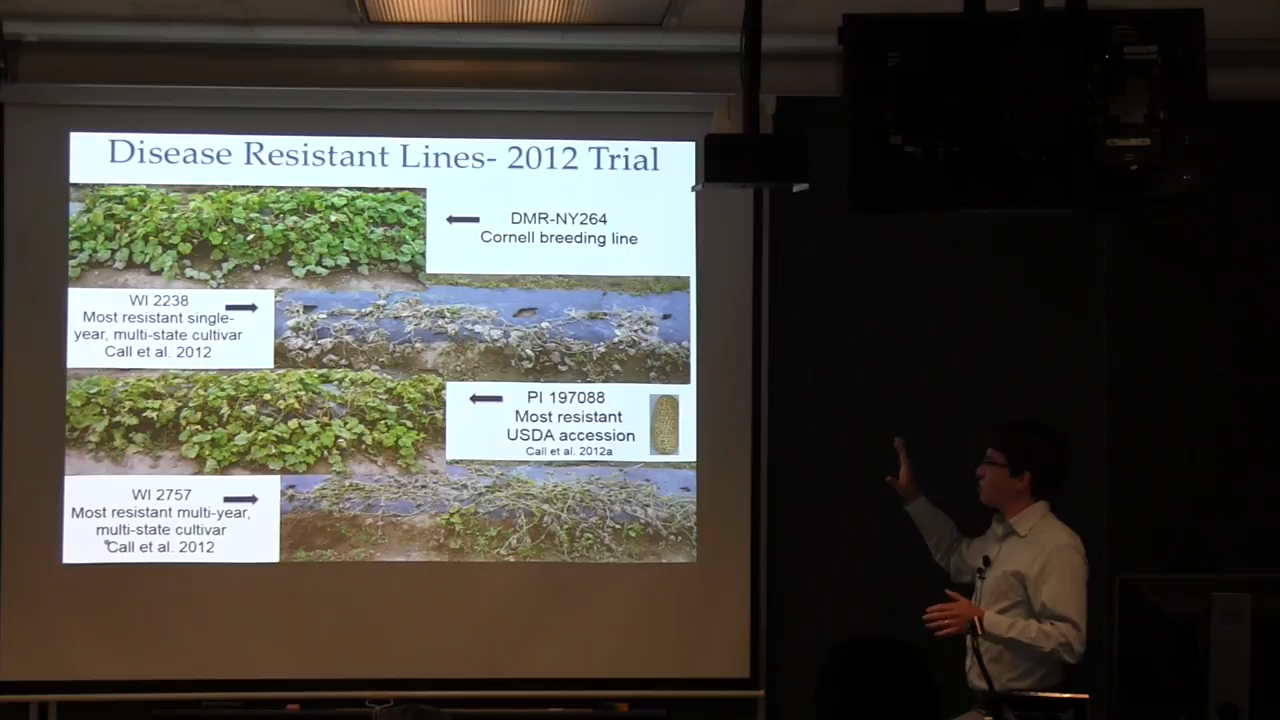 Disease Resistant Lines- 2012 Trial
DMR-NY264
Cornell breeding line
WI 2238
Most resistant single-
year, multi-state cultivar
Call et al. 2012
PI 197088
Most resistant
USDA accession
Call et al. 2012a
WI 2757
Most resistant multi-year,
multi-state cultivar
Call et al. 2012